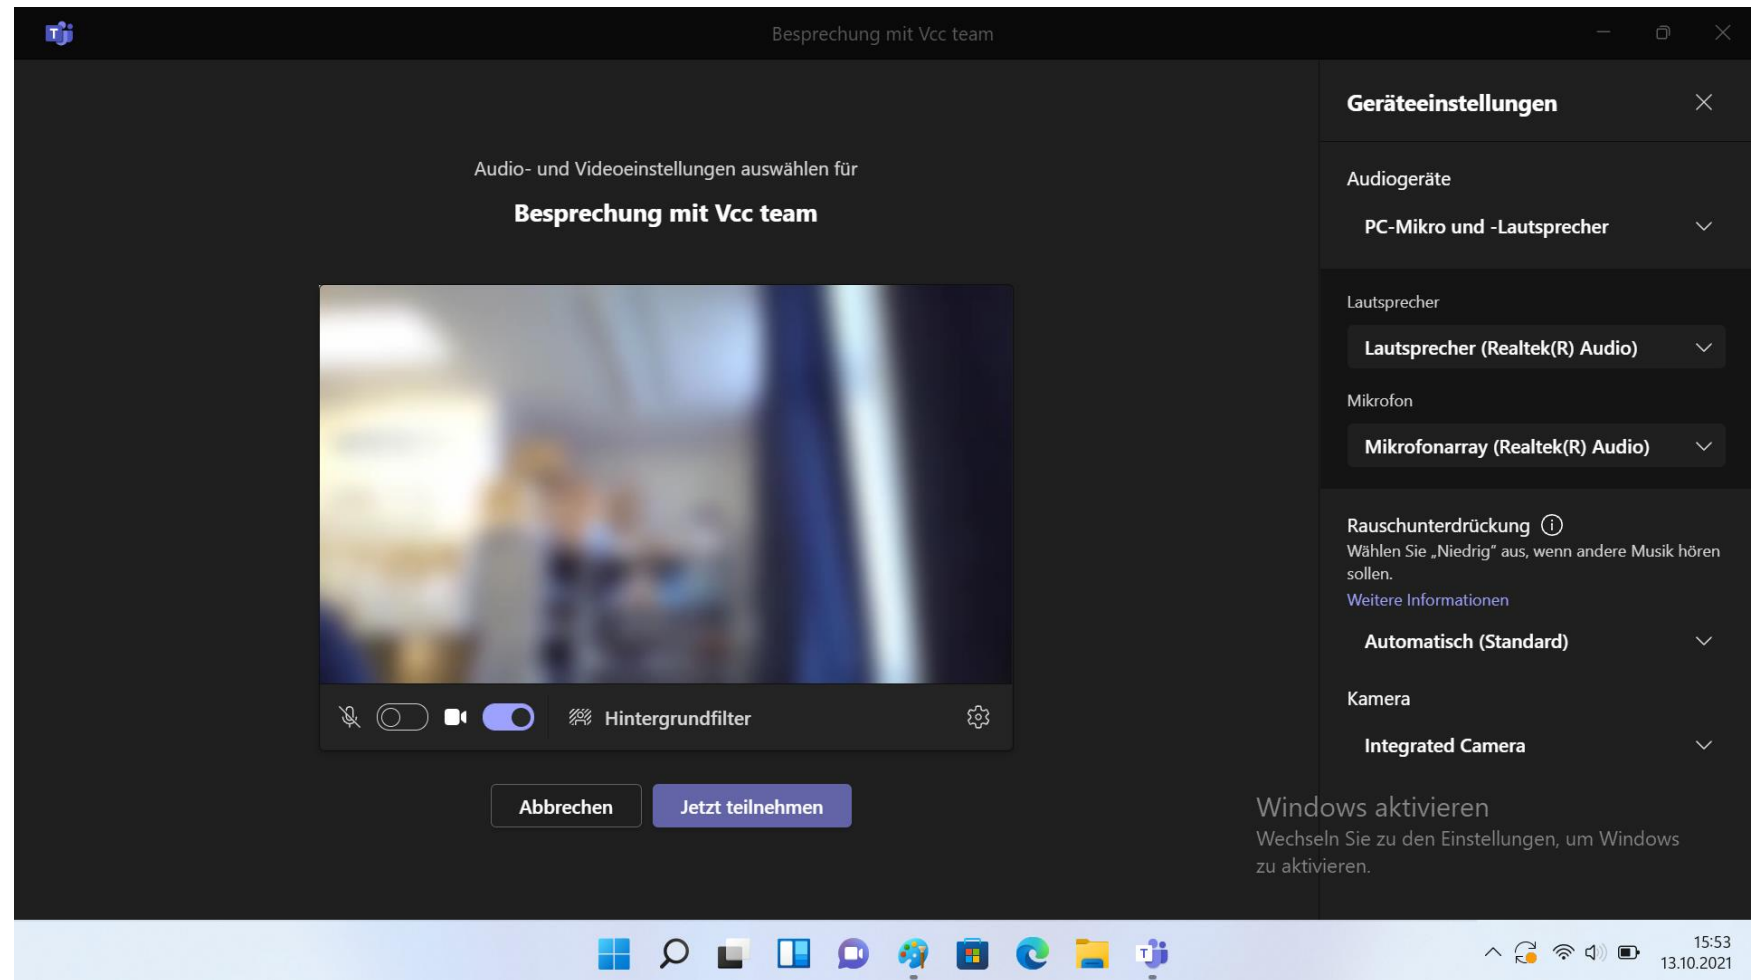 Besprechung mit Vcc team
Audio- und Videoeinstellungen auswählen für
Besprechung mit Vcc team
Hintergrundfilter
Abbrechen
Jetzt teilnehmen
Geräteeinstellungen
Audiogeräte
PC-Mikro und -Lautsprecher
Lautsprecher
Lautsprecher (Realtek(R) Audio)
Mikrofon
Mikrofonarray (Realtek(R) Audio)
Rauschunterdrückung
Wählen Sie „Niedrig" aus, wenn andere Musik hören
sollen.
Weitere Informationen
Automatisch (Standard)
Kamera
Integrated Camera
Windows aktivieren
Wechseln Sie zu den Einstellungen, um Windows
zu aktivieren.
15:53
13.10.2021